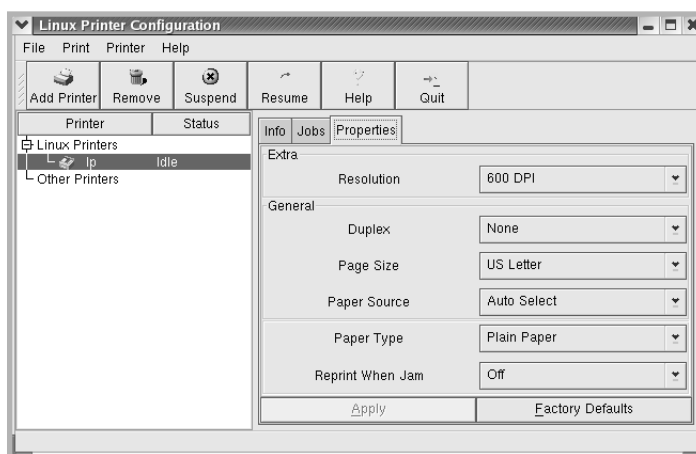 Linux Printer Configuration
File Print Printer Help
Add Printer Remove Suspend Resume Help Quit
Printer Status
Linux Printers
lp Idle
Other Printers
Info Jobs Properties
Extra
Resolution 600 DPI
General
Duplex None
Page Size US Letter
Paper Source Auto Select
Paper Type Plain Paper
Reprint When Jam Off
Apply Factory Defaults